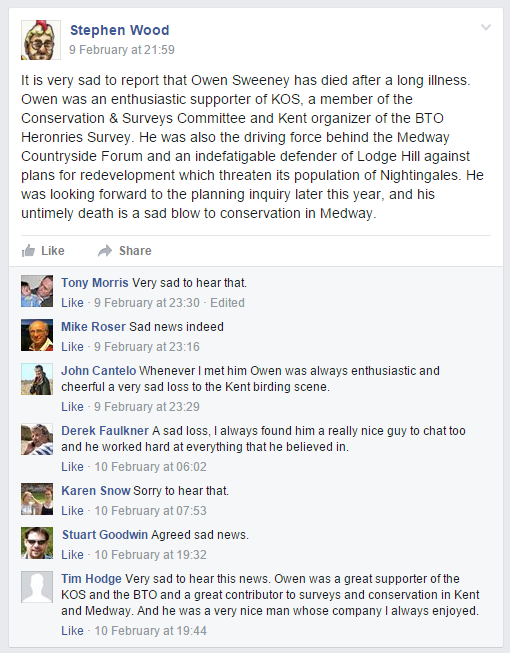 Stephen Wood
9 February at 21:59
It is very sad to report that Owen Sweeney has died after a long illness.
Owen was an enthusiastic supporter of KOS, a member of the
Conservation & Surveys Committee and Kent organizer of the BTO
Heronries Survey. He was also the driving force behind the Medway
Countryside Forum and an indefatigable defender of Lodge Hill against
plans for redevelopment which threaten its population of Nightingales. He
was looking forward to the planning inquiry later this year, and his
untimely death is a sad blow to conservation in Medway.
Like Share
Tony Morris Very sad to hear that.
Like · 9 February at 23:30 · Edited
Mike Roser Sad news indeed
Like · 9 February at 23:16
John Cantelo Whenever I met him Owen was always enthusiastic and
cheerful a very sad loss to the Kent birding scene.
Like · 9 February at 23:29
Derek Faulkner A sad loss, I always found him a really nice guy to chat too
and he worked hard at everything that he believed in.
Like · 10 February at 06:02
Karen Snow Sorry to hear that.
Like · 10 February at 07:53
Stuart Goodwin Agreed sad news.
Like · 10 February at 19:32
Tim Hodge Very sad to hear this news. Owen was a great supporter of the
KOS and the BTO and a great contributor to surveys and conservation in Kent
and Medway. And he was a very nice man whose company I always enjoyed.
Like · 10 February at 19:44